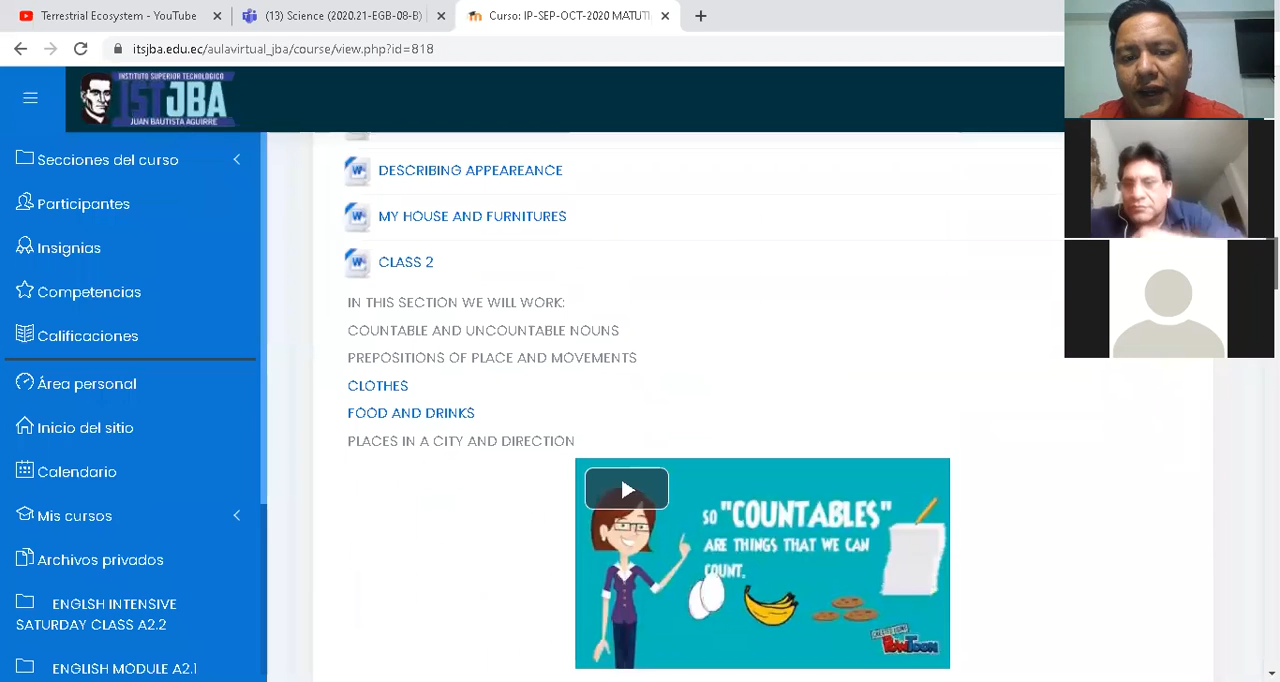 Terrestrial Ecosystem - YouTube
(13) Science (2020.21-EGB-08-B)
Curso: IP-SEP-OCT-2020 MATUTI
itsjba.edu.ec/aulavirtual_jba/course/view.php?id=818
INSTITUTO SUPERIOR TECNOLÓGICO
ISTJBA
JUAN BAUTISTA AGUIRRE
Secciones del curso
Participantes
Insignias
Competencias
Calificaciones
Área personal
Inicio del sitio
Calendario
Mis cursos
Archivos privados
ENGLSH INTENSIVE
SATURDAY CLASS A2.2
ENGLISH MODULE A2.1
DESCRIBING APPEAREANCE
MY HOUSE AND FURNITURES
CLASS 2
IN THIS SECTION WE WILL WORK:
COUNTABLE AND UNCOUNTABLE NOUNS
PREPOSITIONS OF PLACE AND MOVEMENTS
CLOTHES
FOOD AND DRINKS
PLACES IN A CITY AND DIRECTION
SO "COUNTABLES"
ARE THINGS THAT WE CAN
COUNT.
CREATED USING
POWTOON